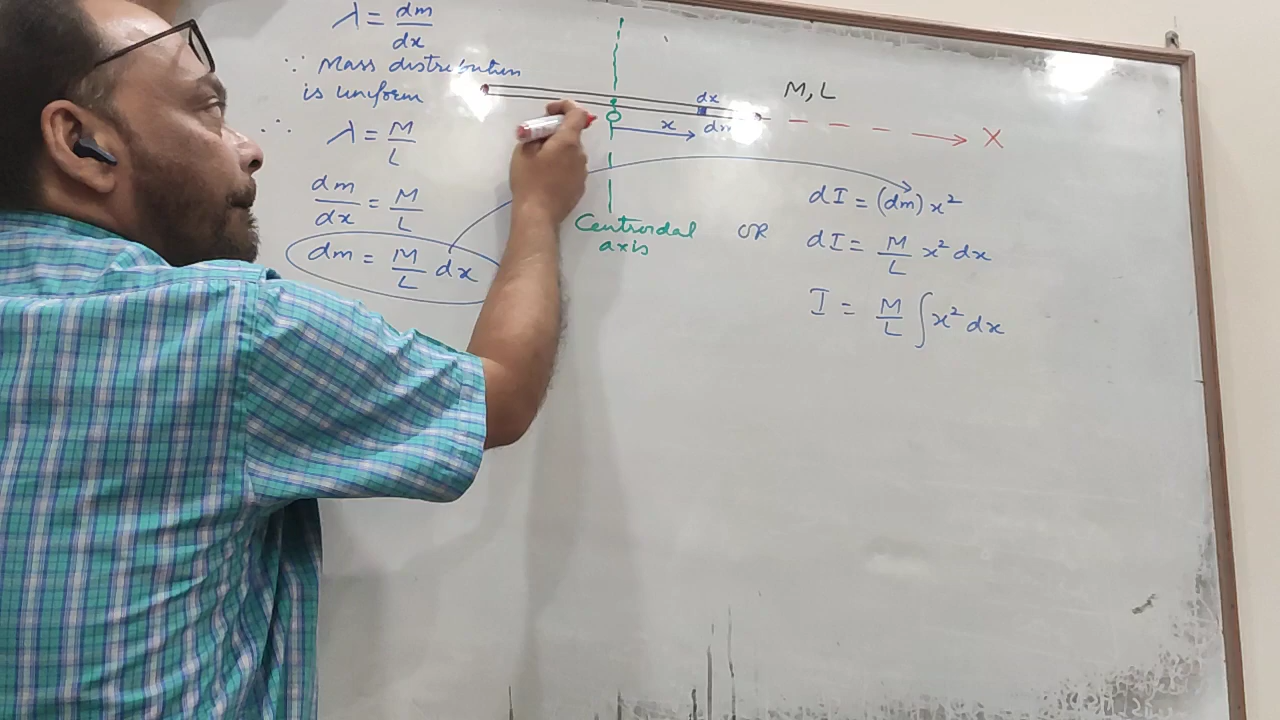 λ = dm/dx
∵ Mass distribution
is uniform
∴ λ = M/L
dm/dx = M/L
dm = M/L dx
M, L
dx
x
dm
X
Centroidal
axis
OR
dI = (dm) x²
dI = M/L x² dx
I = M/L ∫x² dx